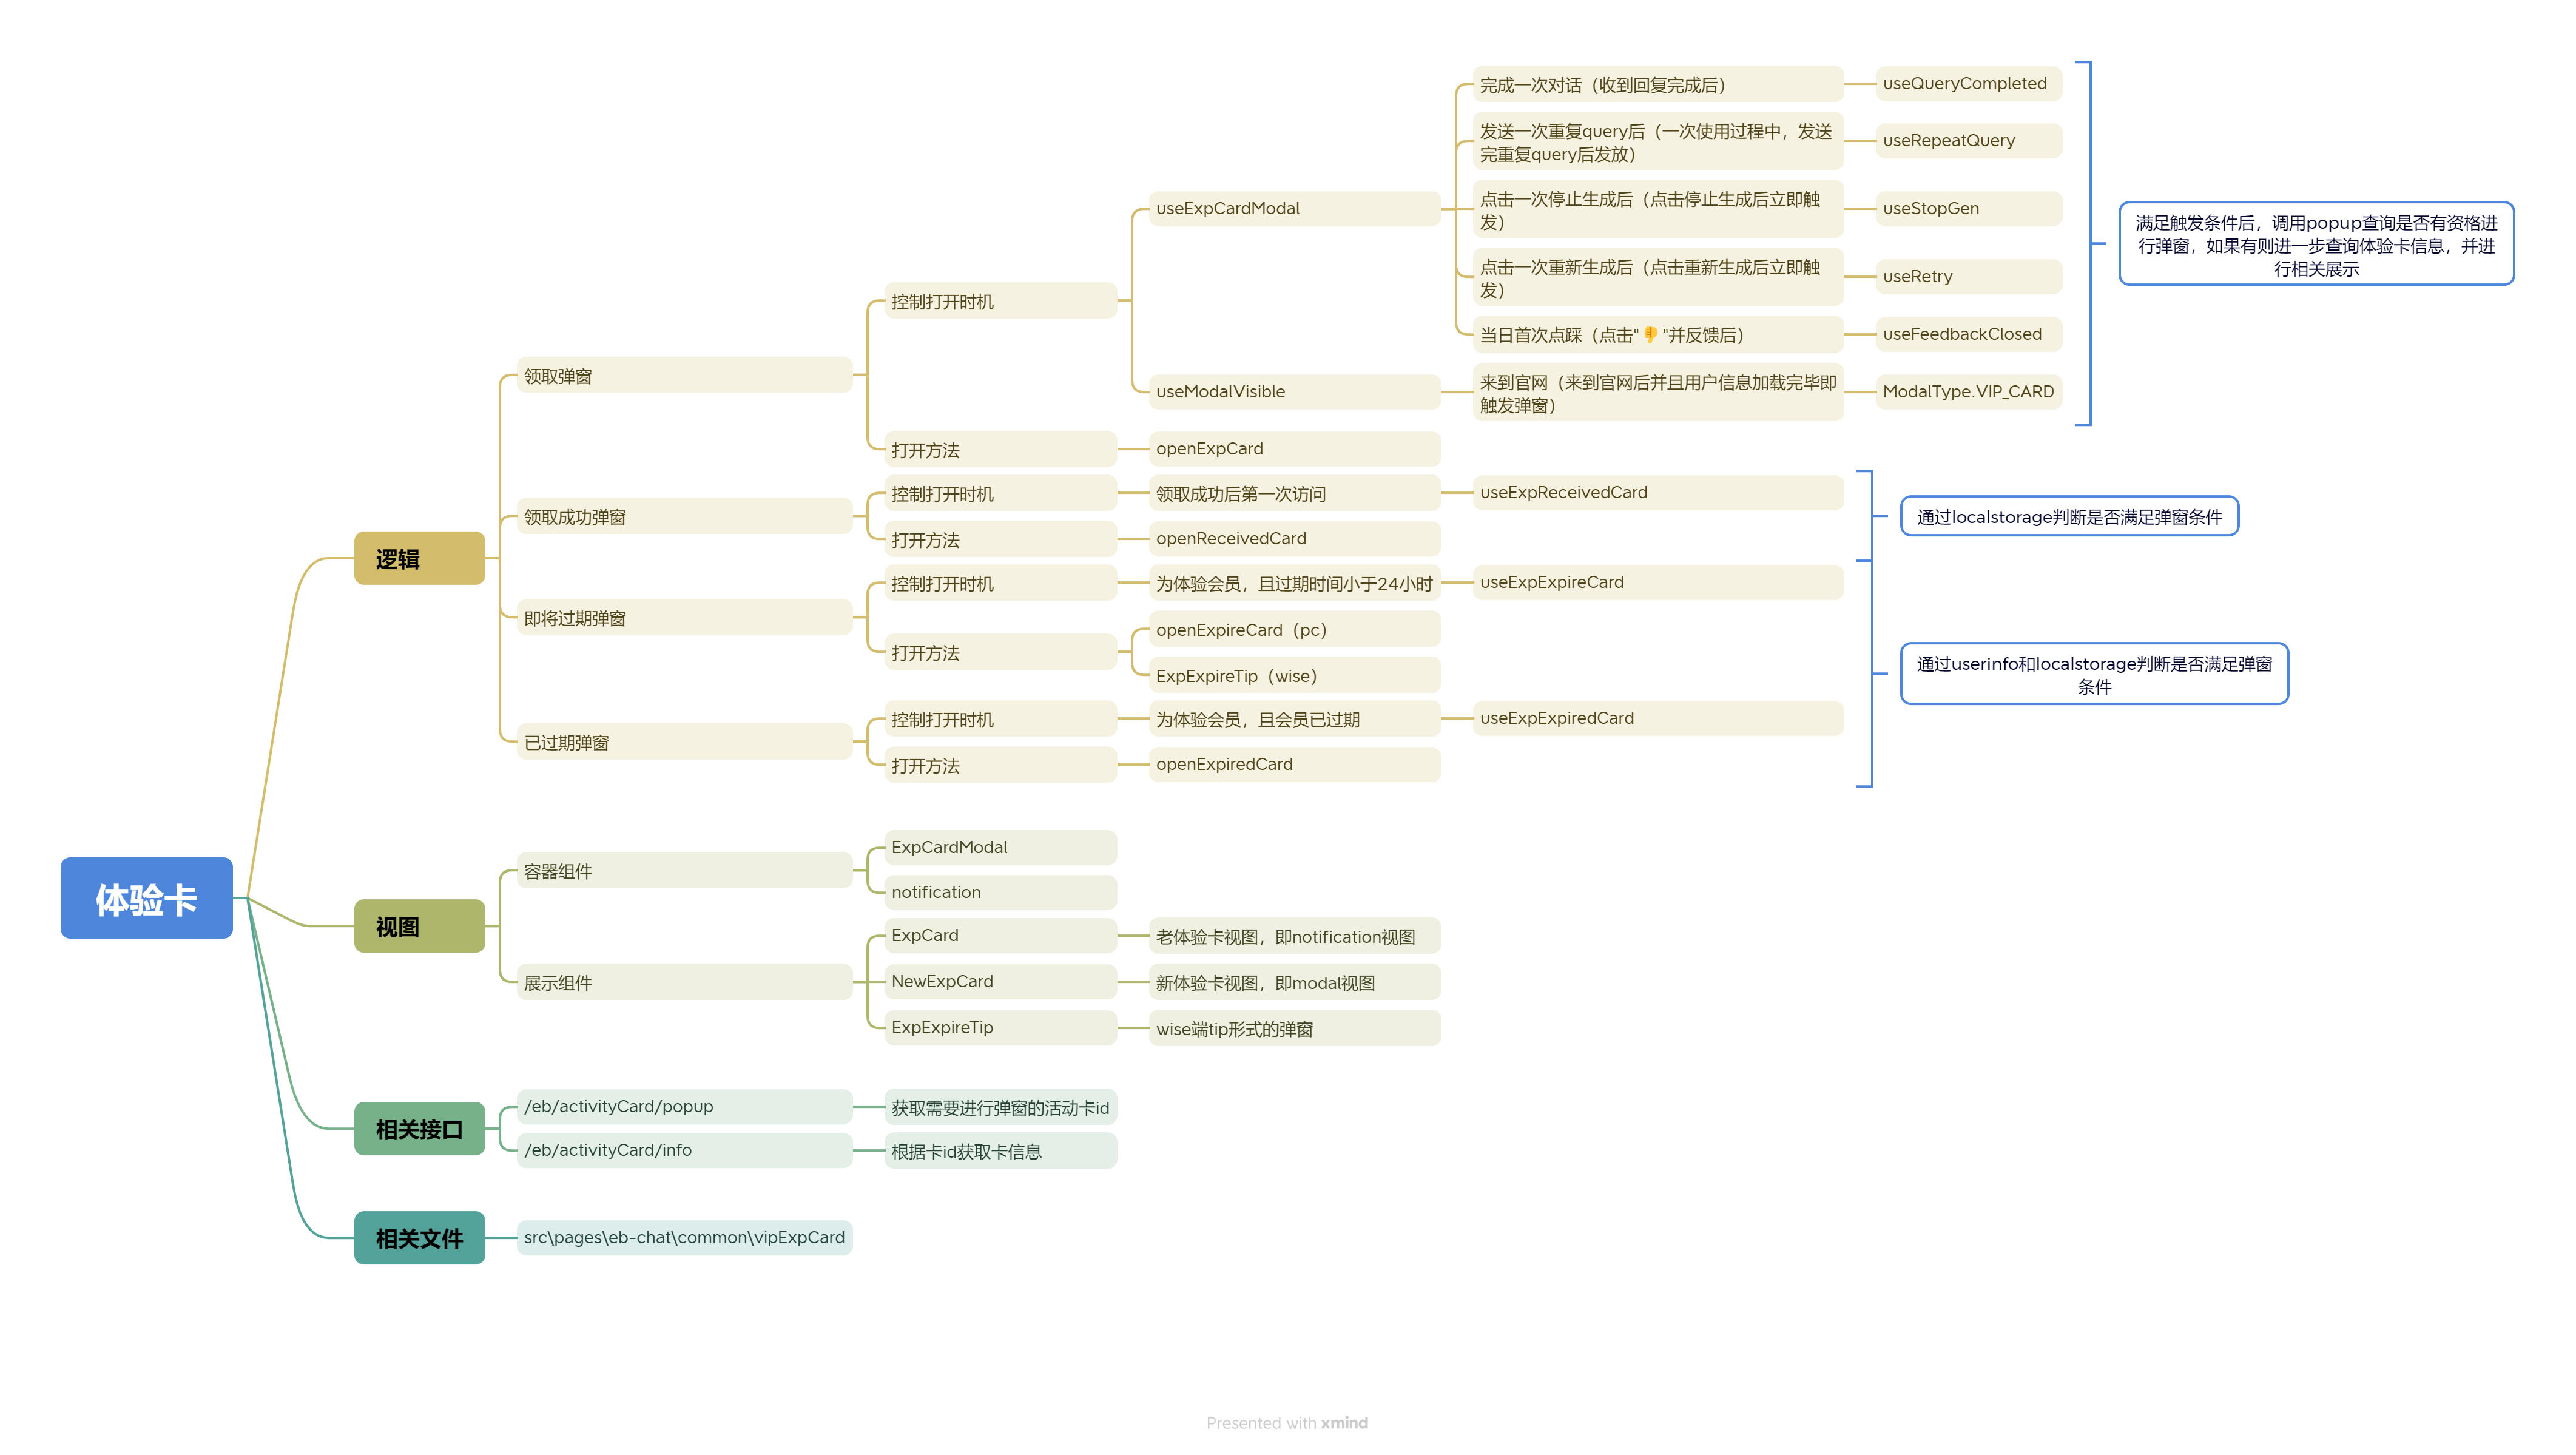 体验卡
逻辑
领取弹窗
控制打开时机
useExpCardModal
完成一次对话（收到回复完成后）
useQueryCompleted
发送一次重复query后（一次使用过程中，发送
完重复query后发放）
useRepeatQuery
点击一次停止生成后（点击停止生成后立即触
发）
useStopGen
点击一次重新生成后（点击重新生成后立即触
发）
useRetry
当日首次点踩（点击"👎"并反馈后）
useFeedbackClosed
useModalVisible
来到官网（来到官网后并且用户信息加载完毕即
触发弹窗）
ModalType.VIP_CARD
满足触发条件后，调用popup查询是否有资格进
行弹窗，如果有则进一步查询体验卡信息，并进
行相关展示
打开方法
openExpCard
领取成功弹窗
控制打开时机
领取成功后第一次访问
useExpReceivedCard
打开方法
openReceivedCard
通过localstorage判断是否满足弹窗条件
即将过期弹窗
控制打开时机
为体验会员，且过期时间小于24小时
useExpExpireCard
打开方法
openExpireCard（pc）
ExpExpireTip（wise）
已过期弹窗
控制打开时机
为体验会员，且会员已过期
useExpExpiredCard
打开方法
openExpiredCard
通过userinfo和localstorage判断是否满足弹窗
条件
视图
容器组件
ExpCardModal
notification
展示组件
ExpCard
老体验卡视图，即notification视图
NewExpCard
新体验卡视图，即modal视图
ExpExpireTip
wise端tip形式的弹窗
相关接口
/eb/activityCard/popup
获取需要进行弹窗的活动卡id
/eb/activityCard/info
根据卡id获取卡信息
相关文件
src\pages\eb-chat\common\vipExpCard
Presented with xmind